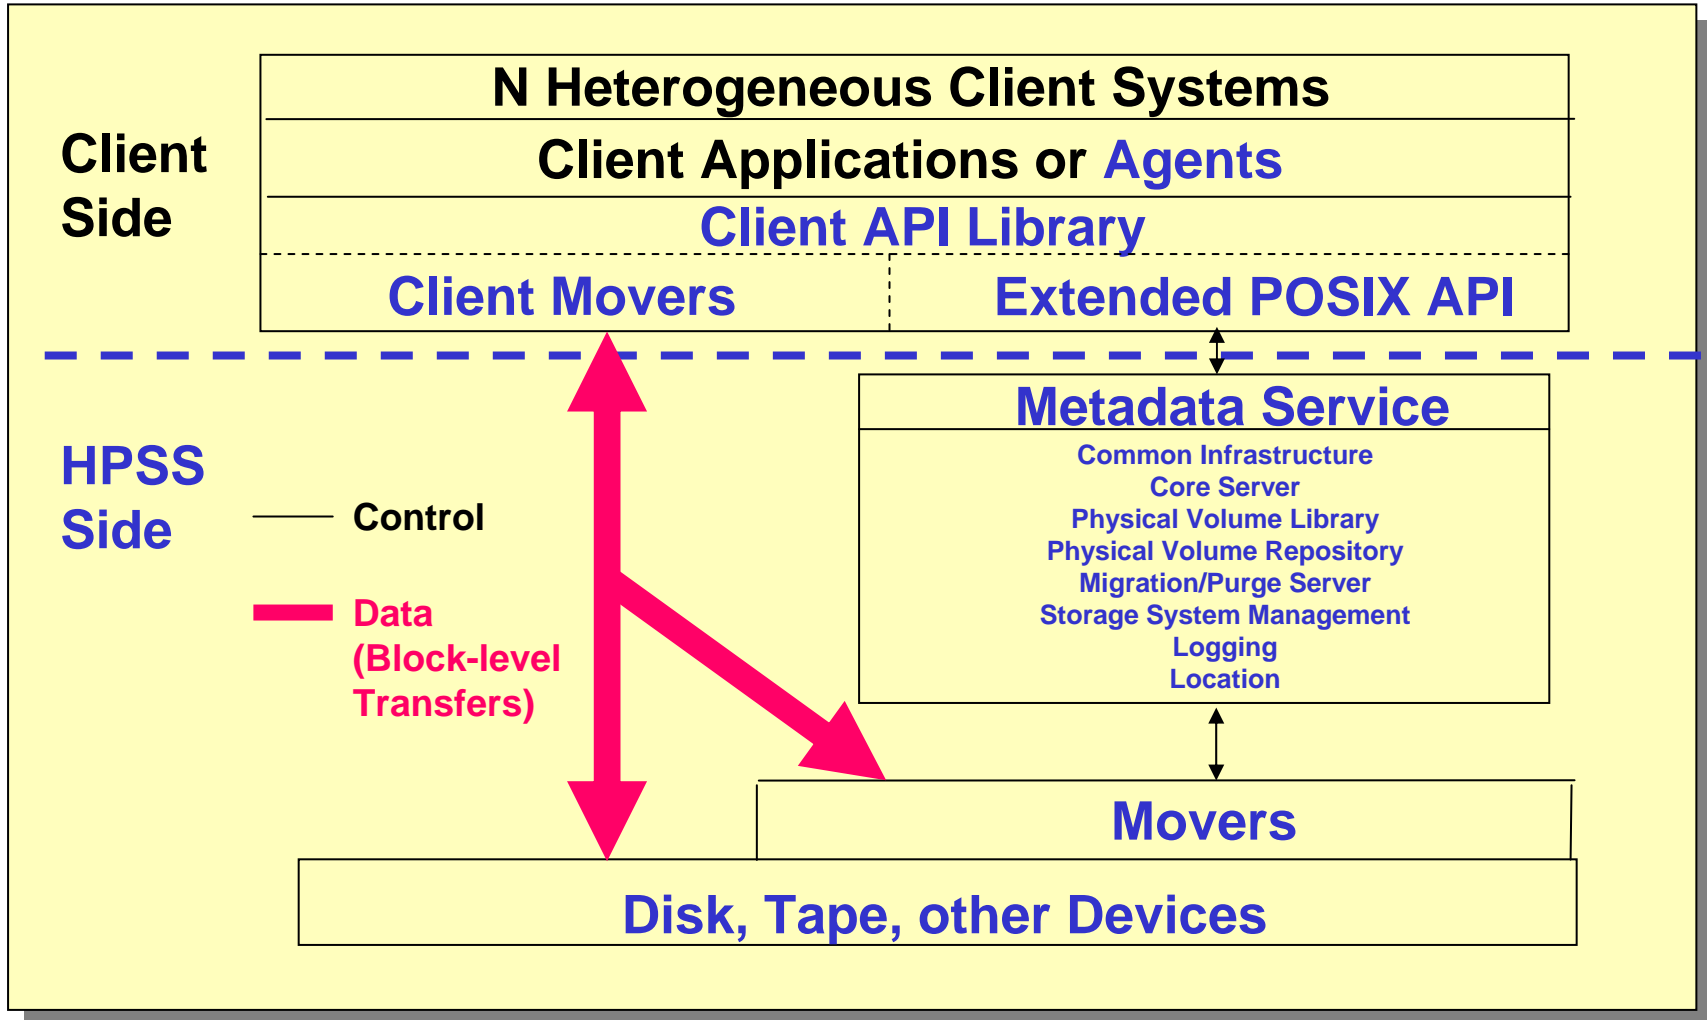 N Heterogeneous Client Systems
Client
Side
Client Applications or Agents
Client API Library
Client Movers
Extended POSIX API
HPSS
Side
Control
Data
(Block-level
Transfers)
Metadata Service
Common Infrastructure
Core Server
Physical Volume Library
Physical Volume Repository
Migration/Purge Server
Storage System Management
Logging
Location
Movers
Disk, Tape, other Devices